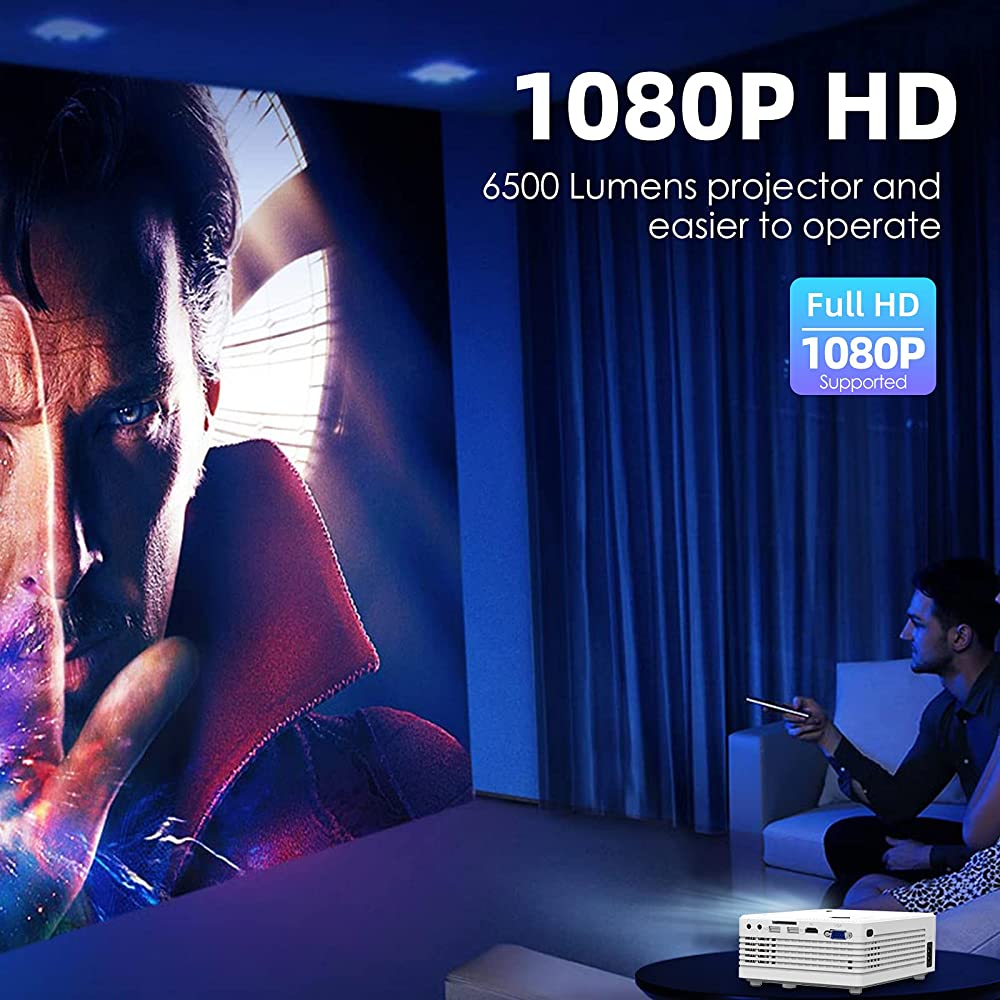 1080P HD
6500 Lumens projector and
easier to operate
Full HD
1080P
Supported